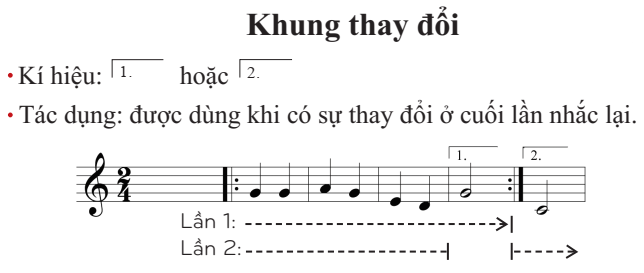 Khung thay đổi
• Kí hiệu: 1. hoặc 2.
• Tác dụng: được dùng khi có sự thay đổi ở cuối lần nhắc lại.
1. 2.
2
4
Lần 1:
Lần 2: